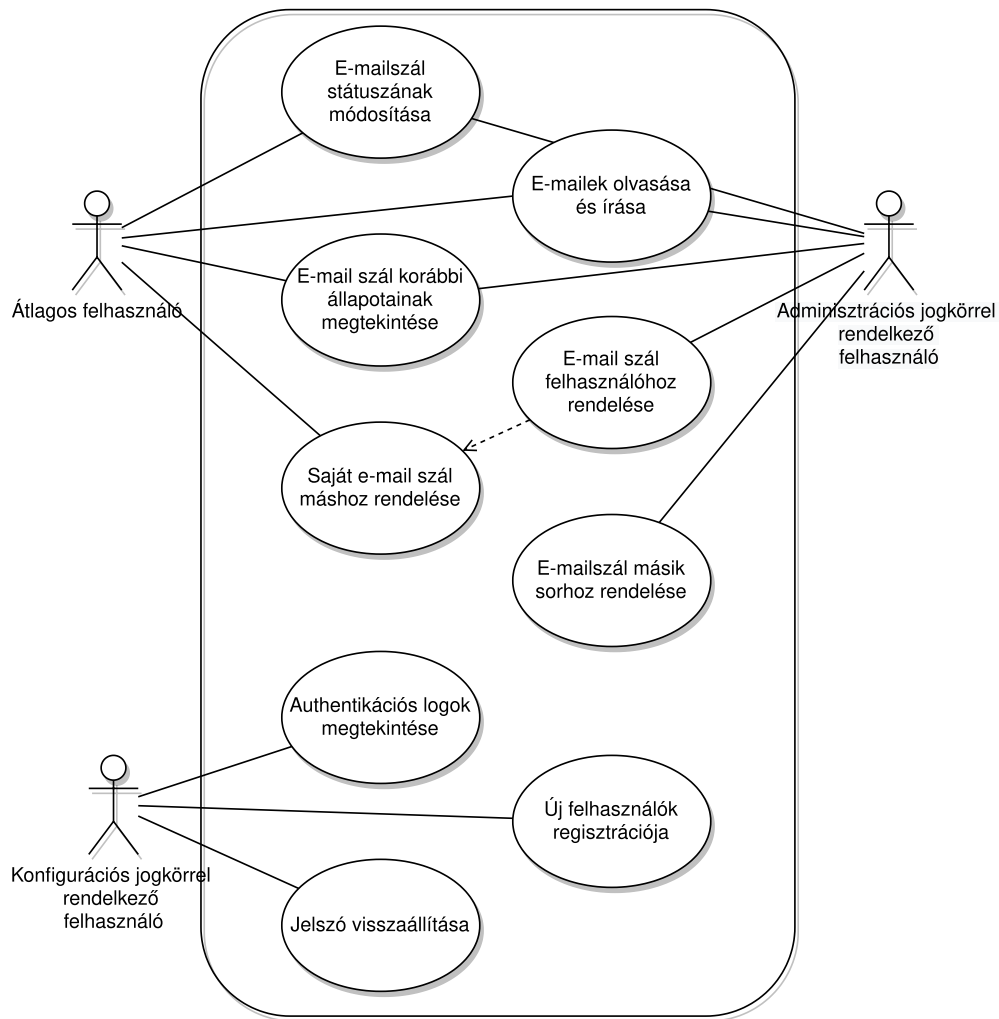 E-mailszál
státuszának
módosítása
E-mailek olvasása
és írása
Átlagos felhasználó
E-mail szál korábbi
állapotainak
megtekintése
Adminisztrációs jogkörrel
rendelkező
felhasználó
E-mail szál
felhasználóhoz
rendelése
Saját e-mail szál
máshoz rendelése
E-mailszál másik
sorhoz rendelése
Authentikációs logok
megtekintése
Új felhasználók
regisztrációja
Konfigurációs jogkörrel
rendelkező
felhasználó
Jelszó visszaállítása